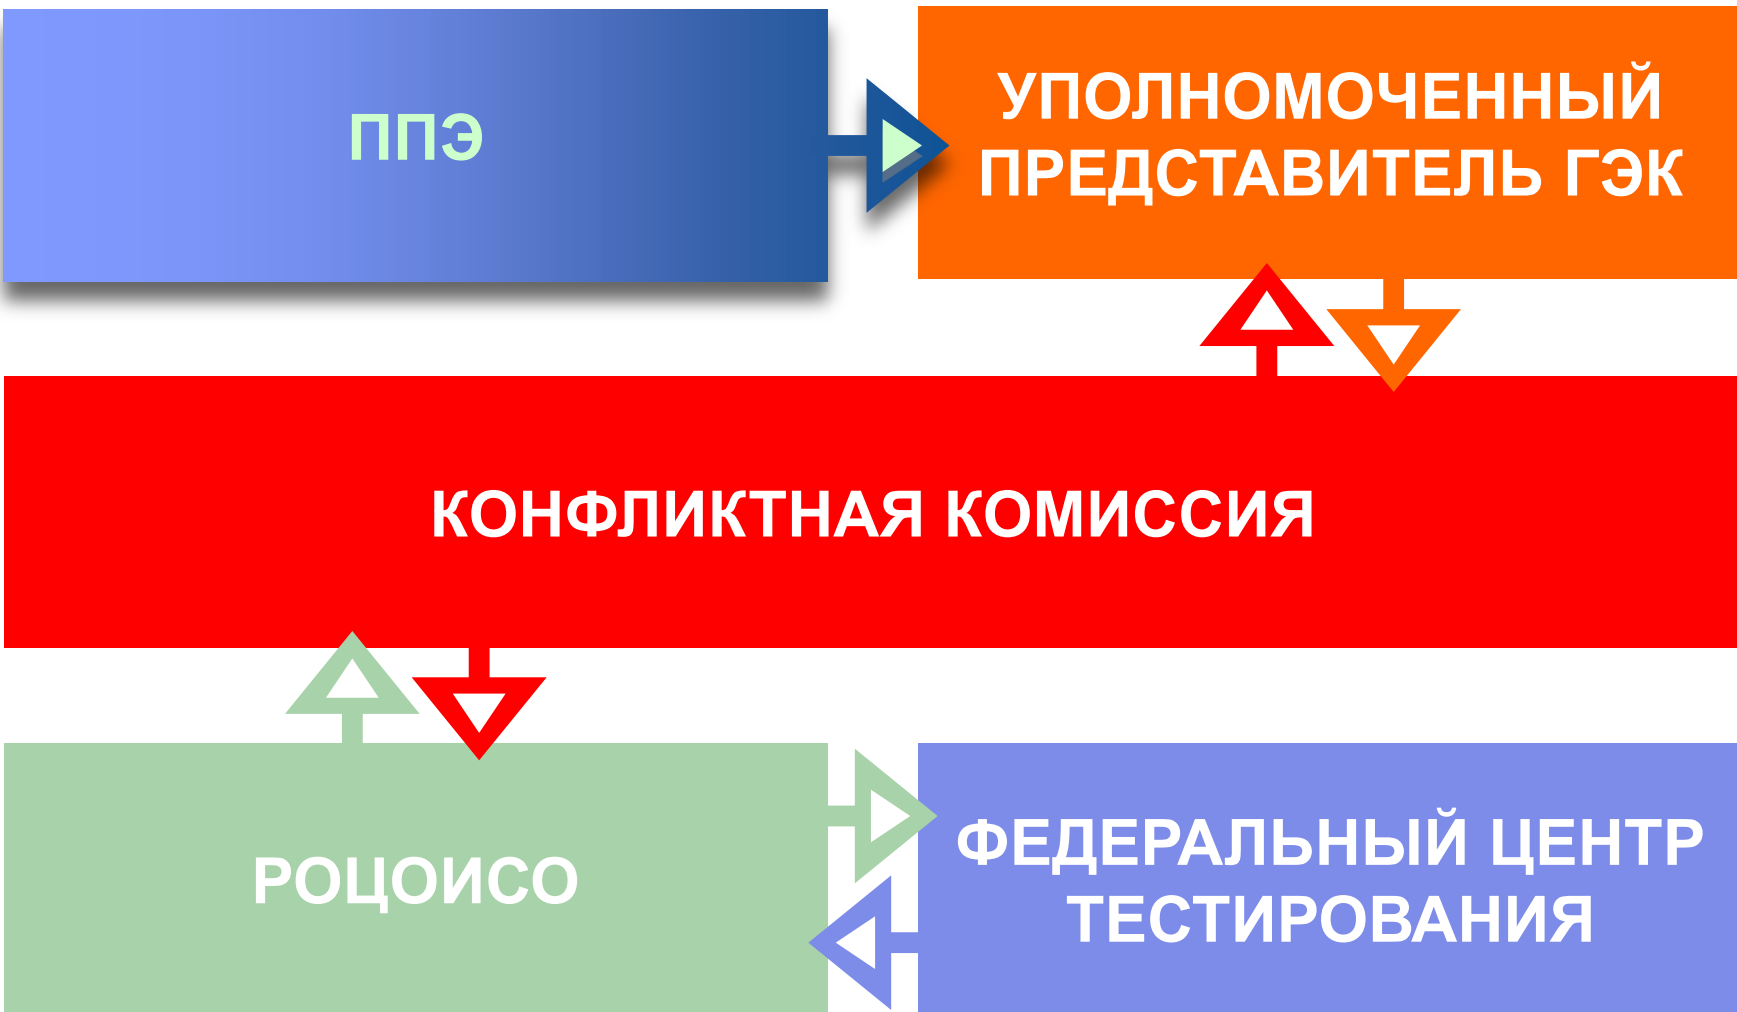 ППЭ
УПОЛНОМОЧЕННЫЙ
ПРЕДСТАВИТЕЛЬ ГЭК
КОНФЛИКТНАЯ КОМИССИЯ
РОЦОИСО
ФЕДЕРАЛЬНЫЙ ЦЕНТР
ТЕСТИРОВАНИЯ